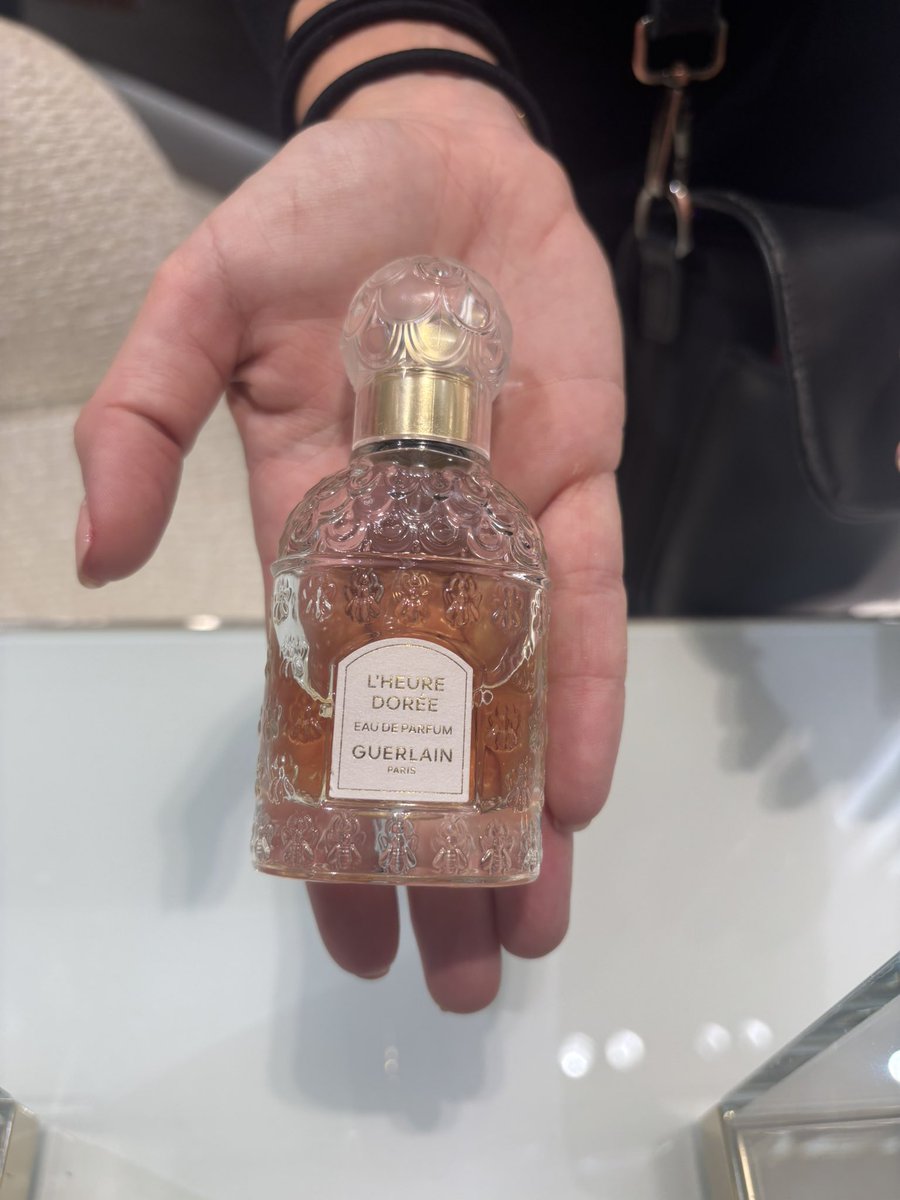 L'HEURE
DORÉE
EAU DE PARFUM
GUERLAIN
PARIS